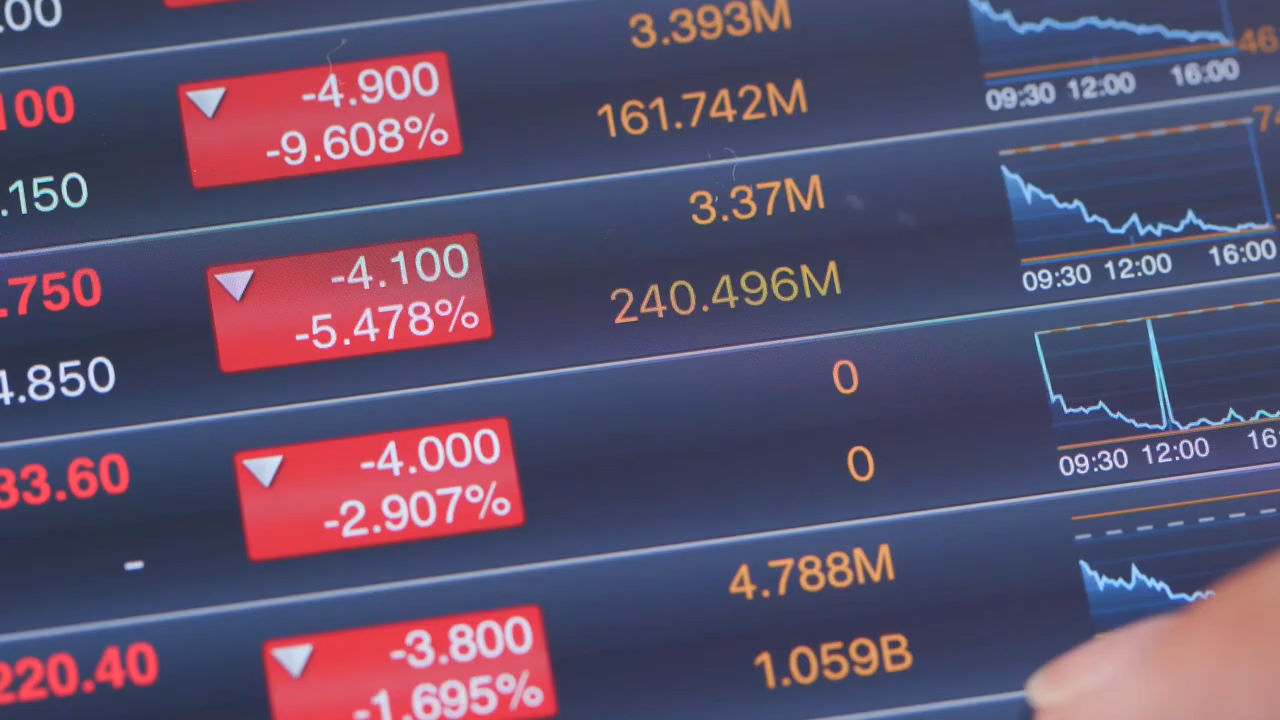 .00
3.393M
46
100 -4.900
-9.608% 161.742M
09:30 12:00 16:00
.150
3.37M
.750 -4.100
-5.478% 240.496M
09:30 12:00 16:00
4.850
0
33.60 -4.000
-2.907% 0
09:30 12:00 16:
-
4.788M
220.40 -3.800
-1.695% 1.059B